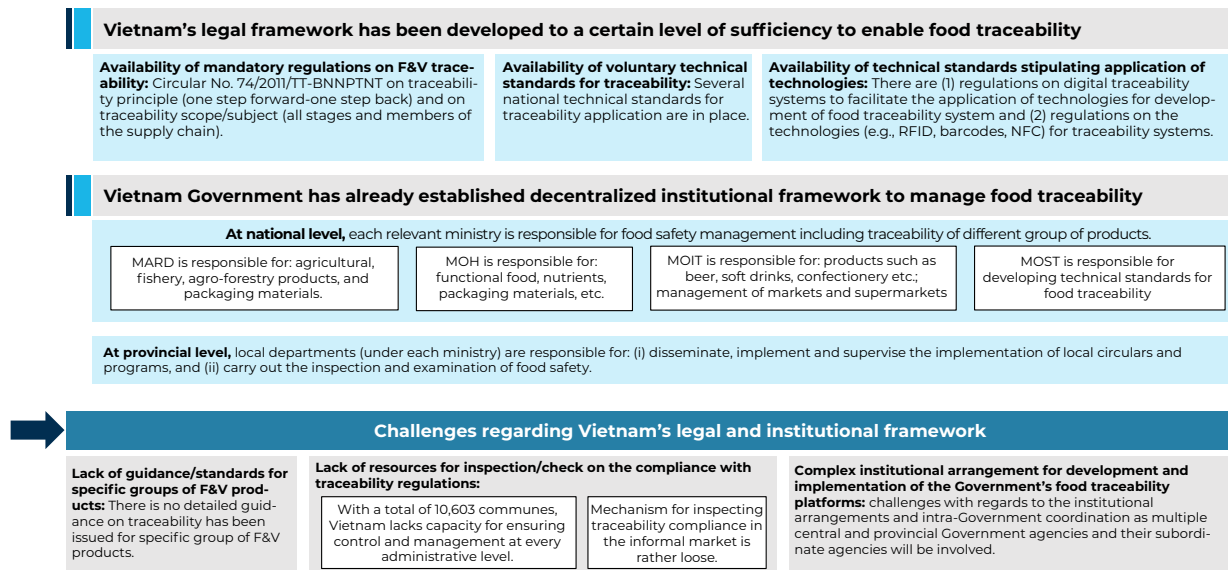 Vietnam's legal framework has been developed to a certain level of sufficiency to enable food traceability
Availability of mandatory regulations on F&V trace-
ability: Circular No. 74/2011/TT-BNNPTNT on traceabili-
ty principle (one step forward-one step back) and on
traceability scope/subject (all stages and members of
the supply chain).
Availability of voluntary technical
standards for traceability: Several
national technical standards for
traceability application are in place.
Availability of technical standards stipulating application of
technologies: There are (1) regulations on digital traceability
systems to facilitate the application of technologies for develop-
ment of food traceability system and (2) regulations on the
technologies (e.g., RFID, barcodes, NFC) for traceability systems.
Vietnam Government has already established decentralized institutional framework to manage food traceability
At national level, each relevant ministry is responsible for food safety management including traceability of different group of products.
MARD is responsible for: agricultural,
fishery, agro-forestry products, and
packaging materials.
MOH is responsible for:
functional food, nutrients,
packaging materials, etc.
MOIT is responsible for: products such as
beer, soft drinks, confectionery etc.;
management of markets and supermarkets
MOST is responsible for
developing technical standards for
food traceability
At provincial level, local departments (under each ministry) are responsible for: (i) disseminate, implement and supervise the implementation of local circulars and
programs, and (ii) carry out the inspection and examination of food safety.
Challenges regarding Vietnam's legal and institutional framework
Lack of guidance/standards for
specific groups of F&V prod-
ucts: There is no detailed guid-
ance on traceability has been
issued for specific group of F&V
products.
Lack of resources for inspection/check on the compliance with
traceability regulations:
With a total of 10,603 communes,
Vietnam lacks capacity for ensuring
control and management at every
administrative level.
Mechanism for inspecting
traceability compliance in
the informal market is
rather loose.
Complex institutional arrangement for development and
implementation of the Government's food traceability
platforms: challenges with regards to the institutional
arrangements and intra-Government coordination as multiple
central and provincial Government agencies and their subordi-
nate agencies will be involved.